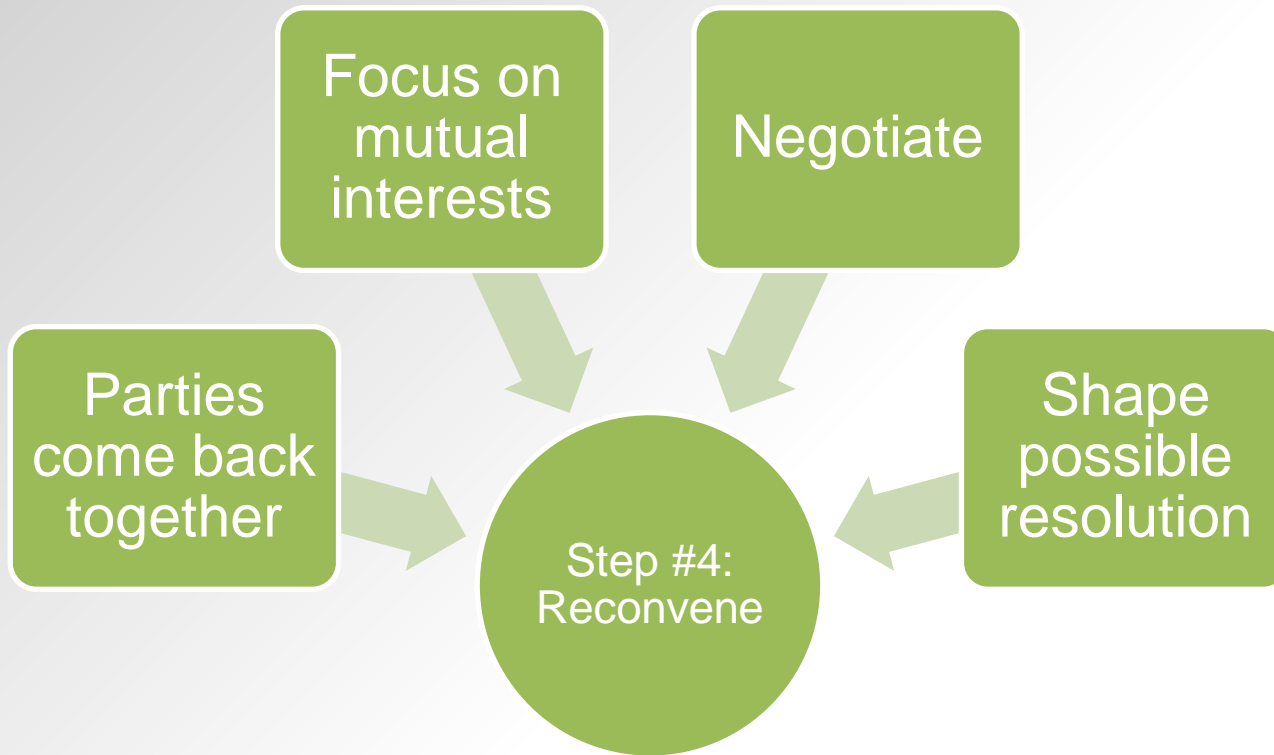 Focus on
mutual
interests
Negotiate
Parties
come back
together
Shape
possible
resolution
Step #4:
Reconvene